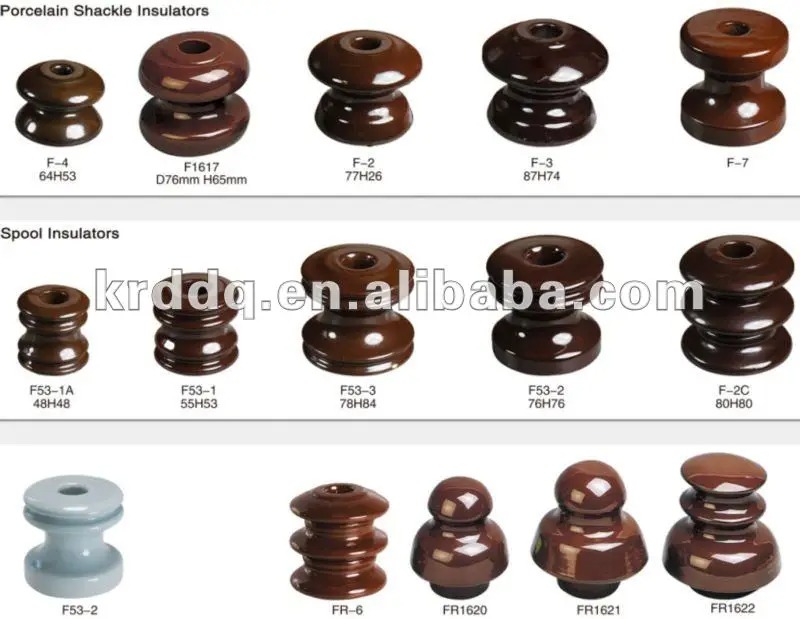 Porcelain Shackle Insulators
F-4
64H53
F1617
D76mm H65mm
F-2
77H26
F-3
87H74
F-7
Spool Insulators
krddq.en.alibaba.com
F53-1A
48H48
F53-1
55H53
F53-3
78H84
F53-2
76H76
F-2C
80H80
F53-2
FR-6
FR1620
FR1621
FR1622